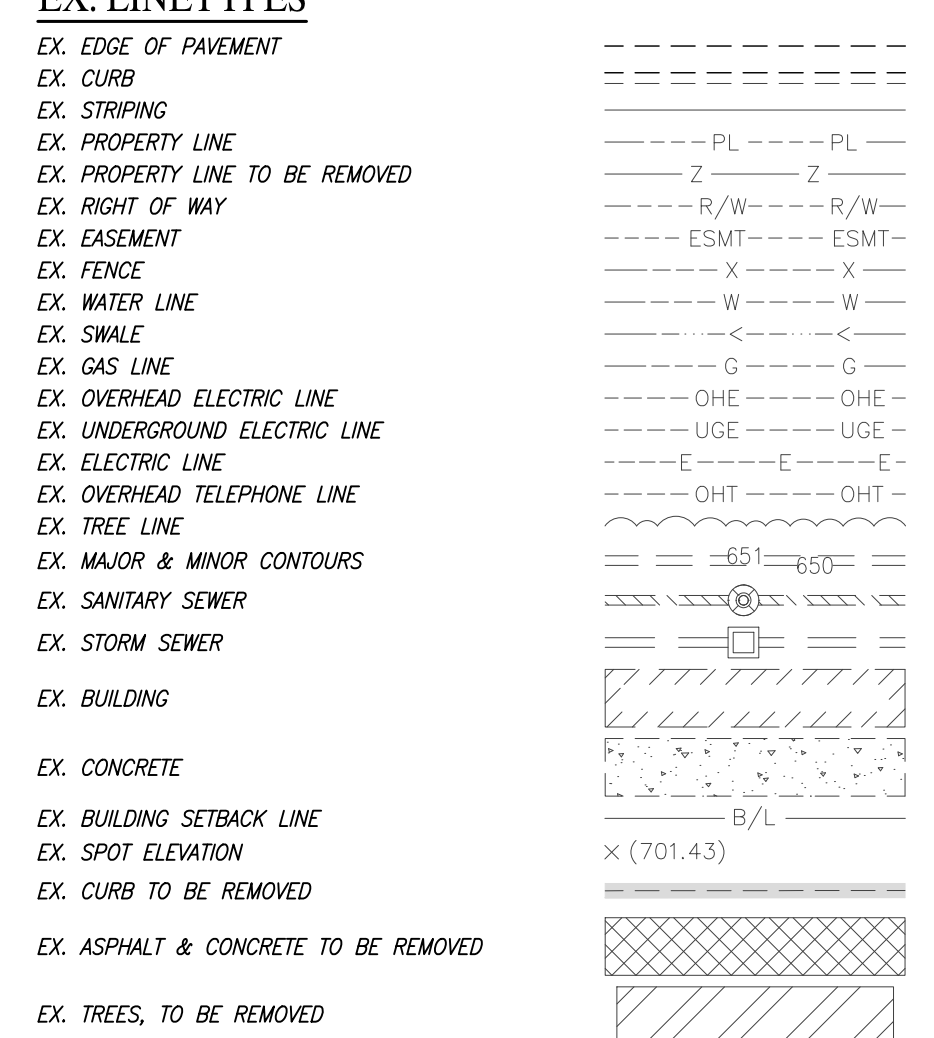 EX. LINETYPES
EX. EDGE OF PAVEMENT
EX. CURB
EX. STRIPING
EX. PROPERTY LINE PL PL
EX. PROPERTY LINE TO BE REMOVED Z Z
EX. RIGHT OF WAY R/W R/W
EX. EASEMENT ESMT ESMT
EX. FENCE X X
EX. WATER LINE W W
EX. SWALE < <
EX. GAS LINE G G
EX. OVERHEAD ELECTRIC LINE OHE OHE
EX. UNDERGROUND ELECTRIC LINE UGE UGE
EX. ELECTRIC LINE E E E
EX. OVERHEAD TELEPHONE LINE OHT OHT
EX. TREE LINE
EX. MAJOR & MINOR CONTOURS 651 650
EX. SANITARY SEWER
EX. STORM SEWER
EX. BUILDING
EX. CONCRETE
EX. BUILDING SETBACK LINE B/L
EX. SPOT ELEVATION × (701.43)
EX. CURB TO BE REMOVED
EX. ASPHALT & CONCRETE TO BE REMOVED
EX. TREES, TO BE REMOVED